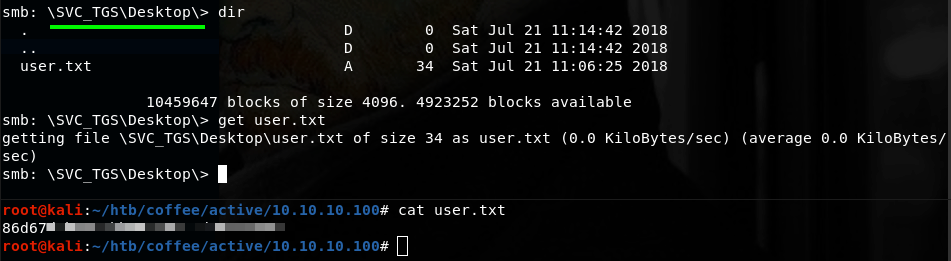 smb: \SVC_TGS\Desktop\> dir
. D 0 Sat Jul 21 11:14:42 2018
.. D 0 Sat Jul 21 11:14:42 2018
user.txt A 34 Sat Jul 21 11:06:25 2018
10459647 blocks of size 4096. 4923252 blocks available
smb: \SVC_TGS\Desktop\> get user.txt
getting file \SVC_TGS\Desktop\user.txt of size 34 as user.txt (0.0 KiloBytes/sec) (average 0.0 KiloBytes/
sec)
smb: \SVC_TGS\Desktop\>
root@kali:~/htb/coffee/active/10.10.10.100# cat user.txt
86d67
root@kali:~/htb/coffee/active/10.10.10.100#